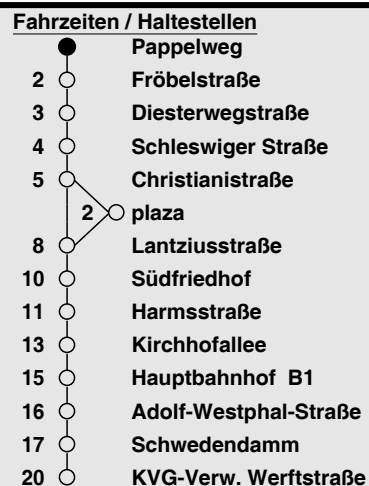 Fahrzeiten / Haltestellen
Pappelweg
2 Fröbelstraße
3 Diesterwegstraße
4 Schleswiger Straße
5 Christianistraße
2 plaza
8 Lantziusstraße
10 Südfriedhof
11 Harmsstraße
13 Kirchhofallee
15 Hauptbahnhof B1
16 Adolf-Westphal-Straße
17 Schwedendamm
20 KVG-Verw. Werftstraße